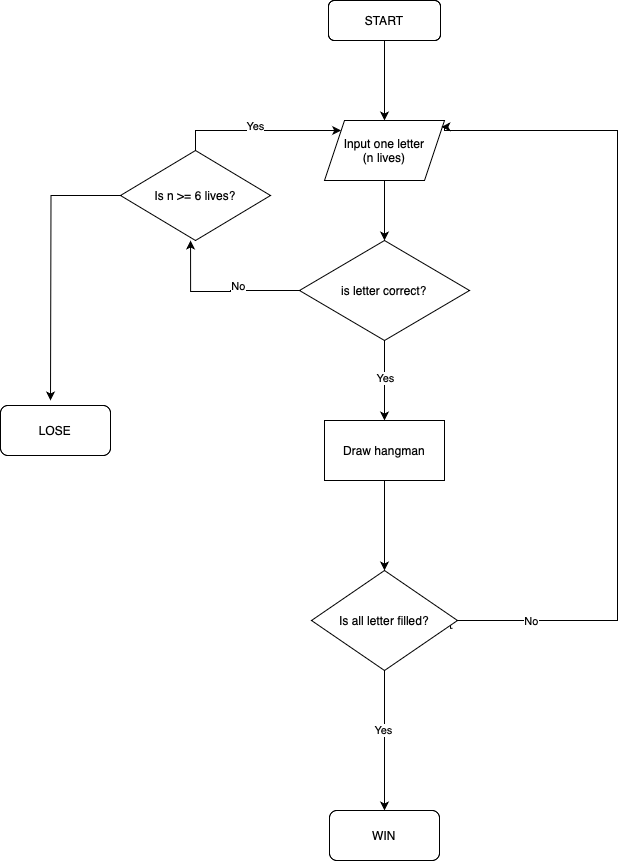 START
Yes
Input one letter
(n lives)
Is n >= 6 lives?
No
is letter correct?
Yes
LOSE
Draw hangman
Is all letter filled?
No
Yes
WIN